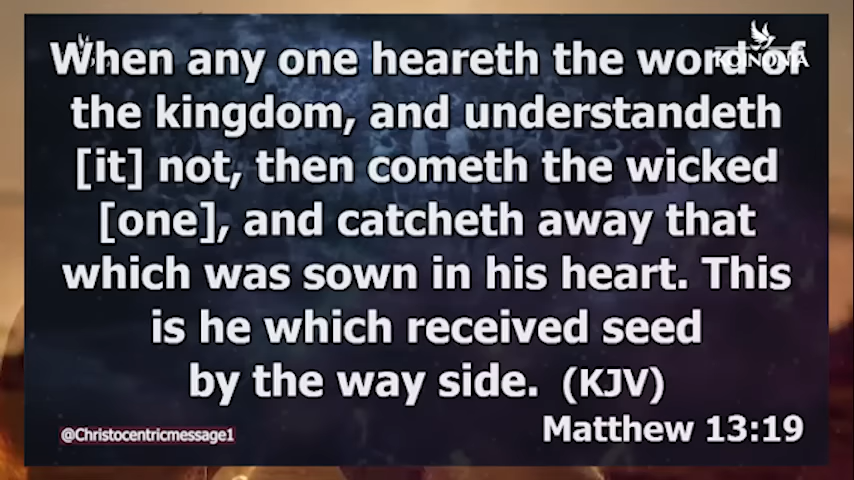 When any one heareth the word of
the kingdom, and understandeth
[it] not, then cometh the wicked
[one], and catcheth away that
which was sown in his heart. This
is he which received seed
by the way side. (KJV)
Matthew 13:19
@Christocentricmessage1